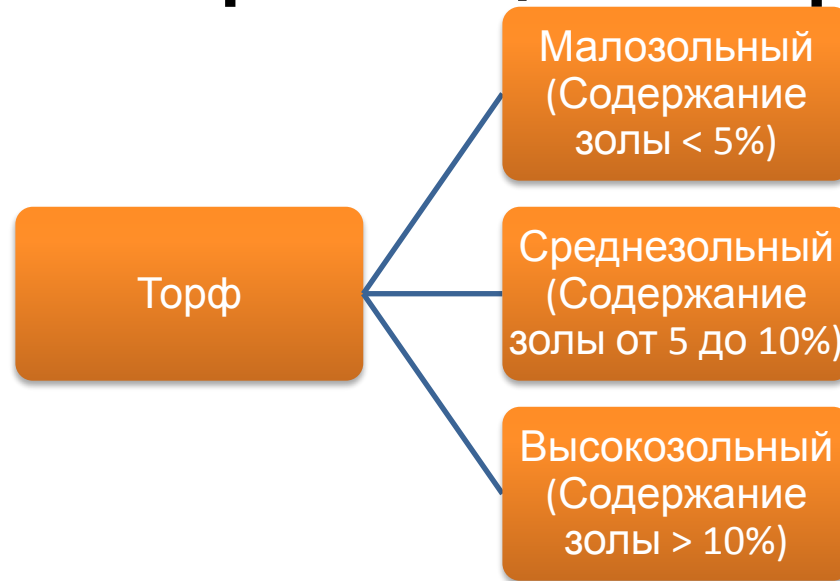 Торф
Малозольный
(Содержание
золы < 5%)
Среднезольный
(Содержание
золы от 5 до 10%)
Высокозольный
(Содержание
золы > 10%)